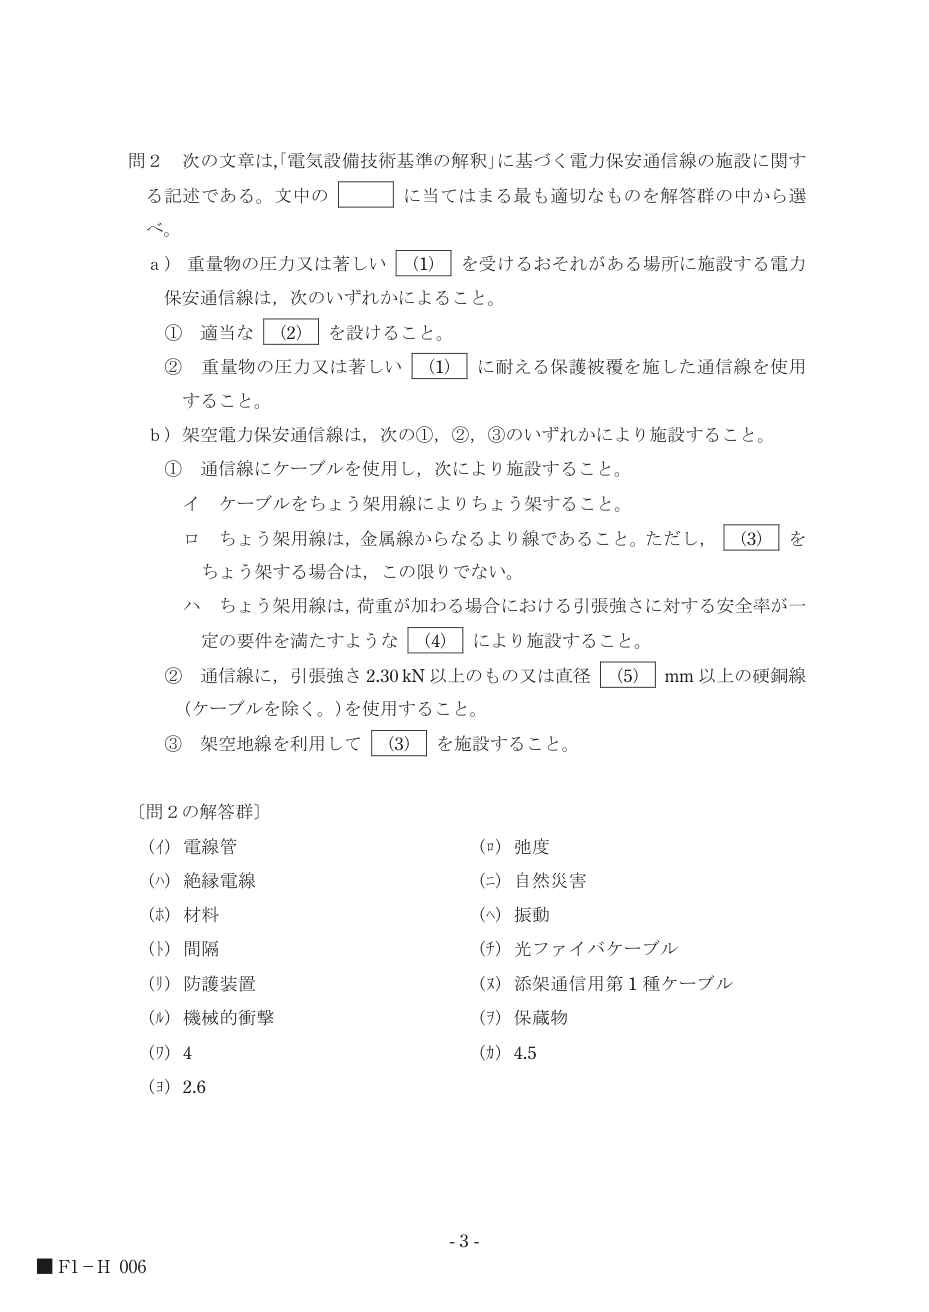 問2 次の文章は,「電気設備技術基準の解釈」に基づく電力保安通信線の施設に関す
る記述である。文中の に当てはまる最も適切なものを解答群の中から選
べ。
a) 重量物の圧力又は著しい (1) を受けるおそれがある場所に施設する電力
保安通信線は,次のいずれかによること。
① 適当な (2) を設けること。
② 重量物の圧力又は著しい (1) に耐える保護被覆を施した通信線を使用
すること。
b) 架空電力保安通信線は,次の①,②,③のいずれかにより施設すること。
① 通信線にケーブルを使用し,次により施設すること。
イ ケーブルをちょう架用線によりちょう架すること。
ロ ちょう架用線は,金属線からなるより線であること。ただし, (3) を
ちょう架する場合は,この限りでない。
ハ ちょう架用線は,荷重が加わる場合における引張強さに対する安全率が一
定の要件を満たすような (4) により施設すること。
② 通信線に,引張強さ 2.30 kN 以上のもの又は直径 (5) mm 以上の硬銅線
(ケーブルを除く。)を使用すること。
③ 架空地線を利用して (3) を施設すること。
〔問2の解答群〕
(イ) 電線管 (ロ) 弛度
(ハ) 絶縁電線 (ニ) 自然災害
(ホ) 材料 (ヘ) 振動
(ト) 間隔 (チ) 光ファイバケーブル
(リ) 防護装置 (ヌ) 添架通信用第1種ケーブル
(ル) 機械的衝撃 (ヲ) 保蔵物
(ワ) 4 (カ) 4.5
(ヨ) 2.6
- 3 -
■ F1-H 006